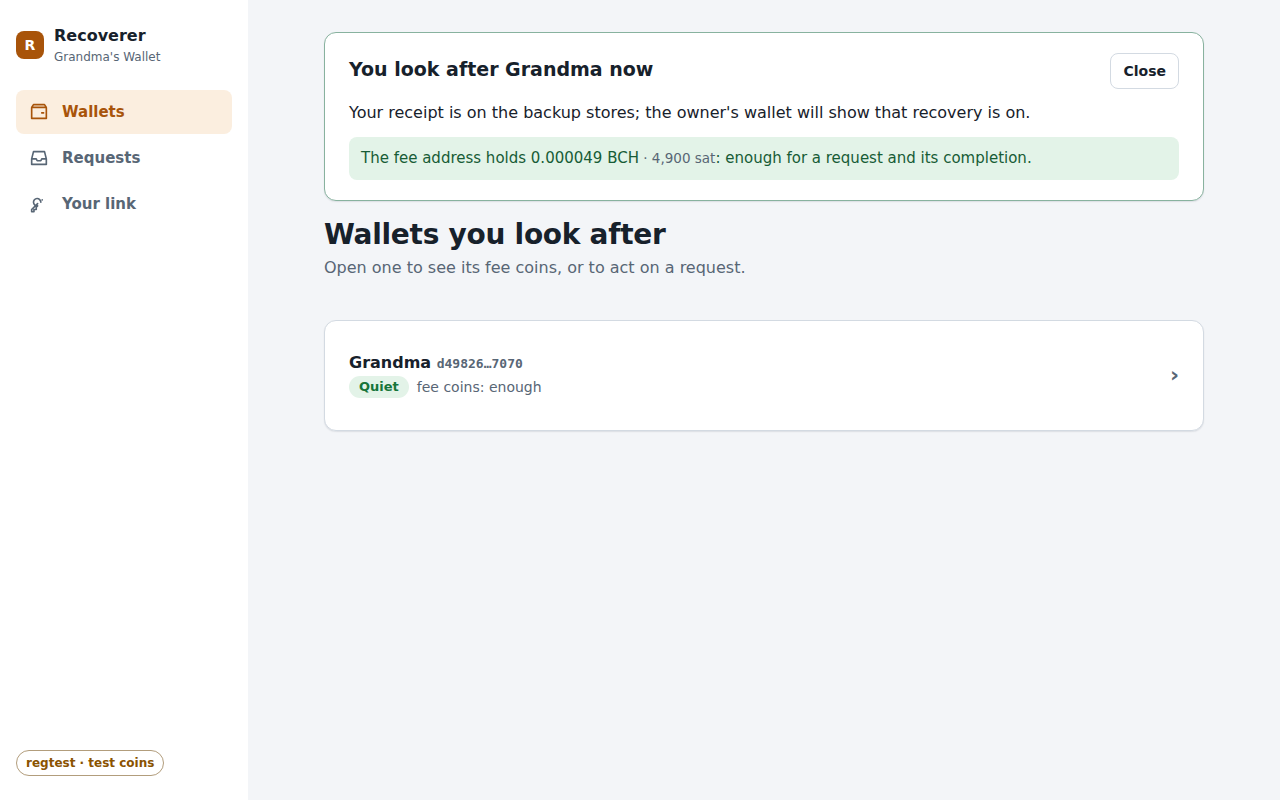 R
Recoverer
Grandma's Wallet
Wallets
Requests
Your link
regtest · test coins
You look after Grandma now
Close
Your receipt is on the backup stores; the owner's wallet will show that recovery is on.
The fee address holds 0.000049 BCH · 4,900 sat: enough for a request and its completion.
Wallets you look after
Open one to see its fee coins, or to act on a request.
Grandma d49826…7070
Quiet fee coins: enough